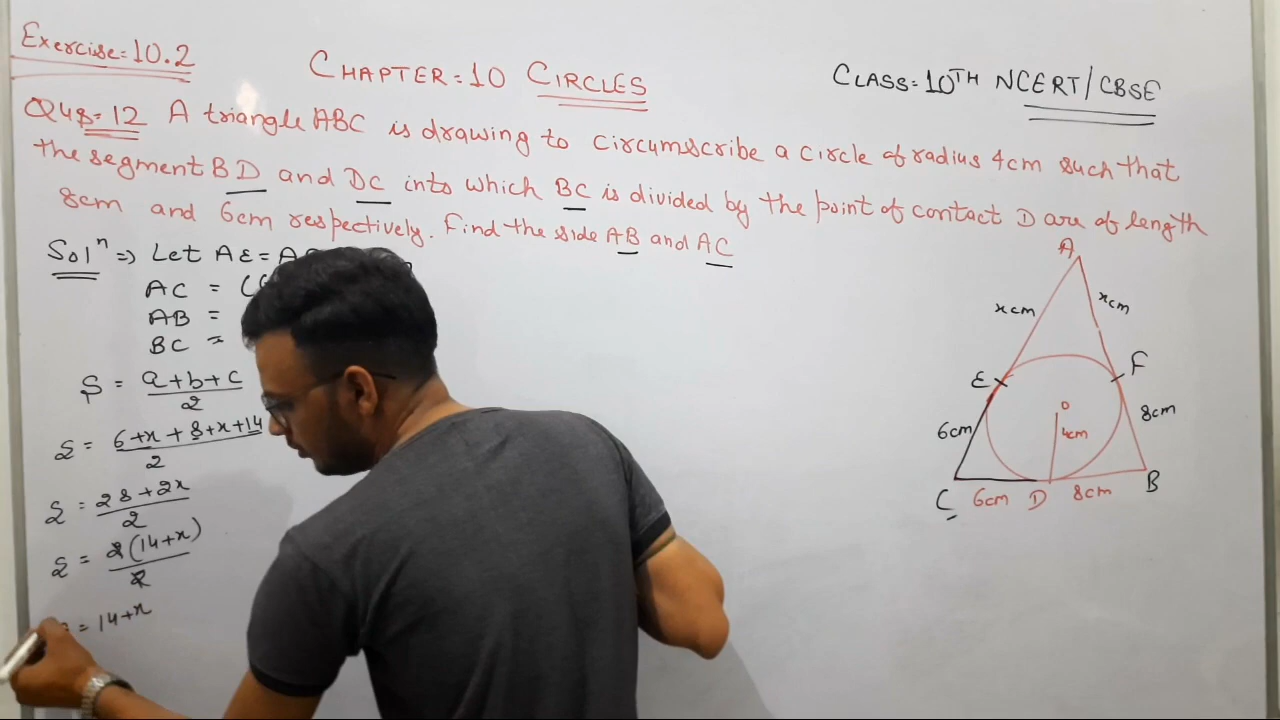 Exercise=10.2
CHAPTER=10 CIRCLES
CLASS=10TH NCERT/CBSE
Q4s=12 A triangle ABC is drawing to circumscribe a circle of radius 4cm such that
the segment BD and DC into which BC is divided by the point of contact D are of length
8cm and 6cm respectively. Find the side AB and AC
Solⁿ => Let AE=
AC =
AB =
BC =
S = a+b+c
2
S = 6+x+8+x+14
2
S = 28+2x
2
S = 2(14+x)
2
= 14+x
A
xcm
xcm
E
F
O
4cm
6cm
8cm
C
6cm
D
8cm
B